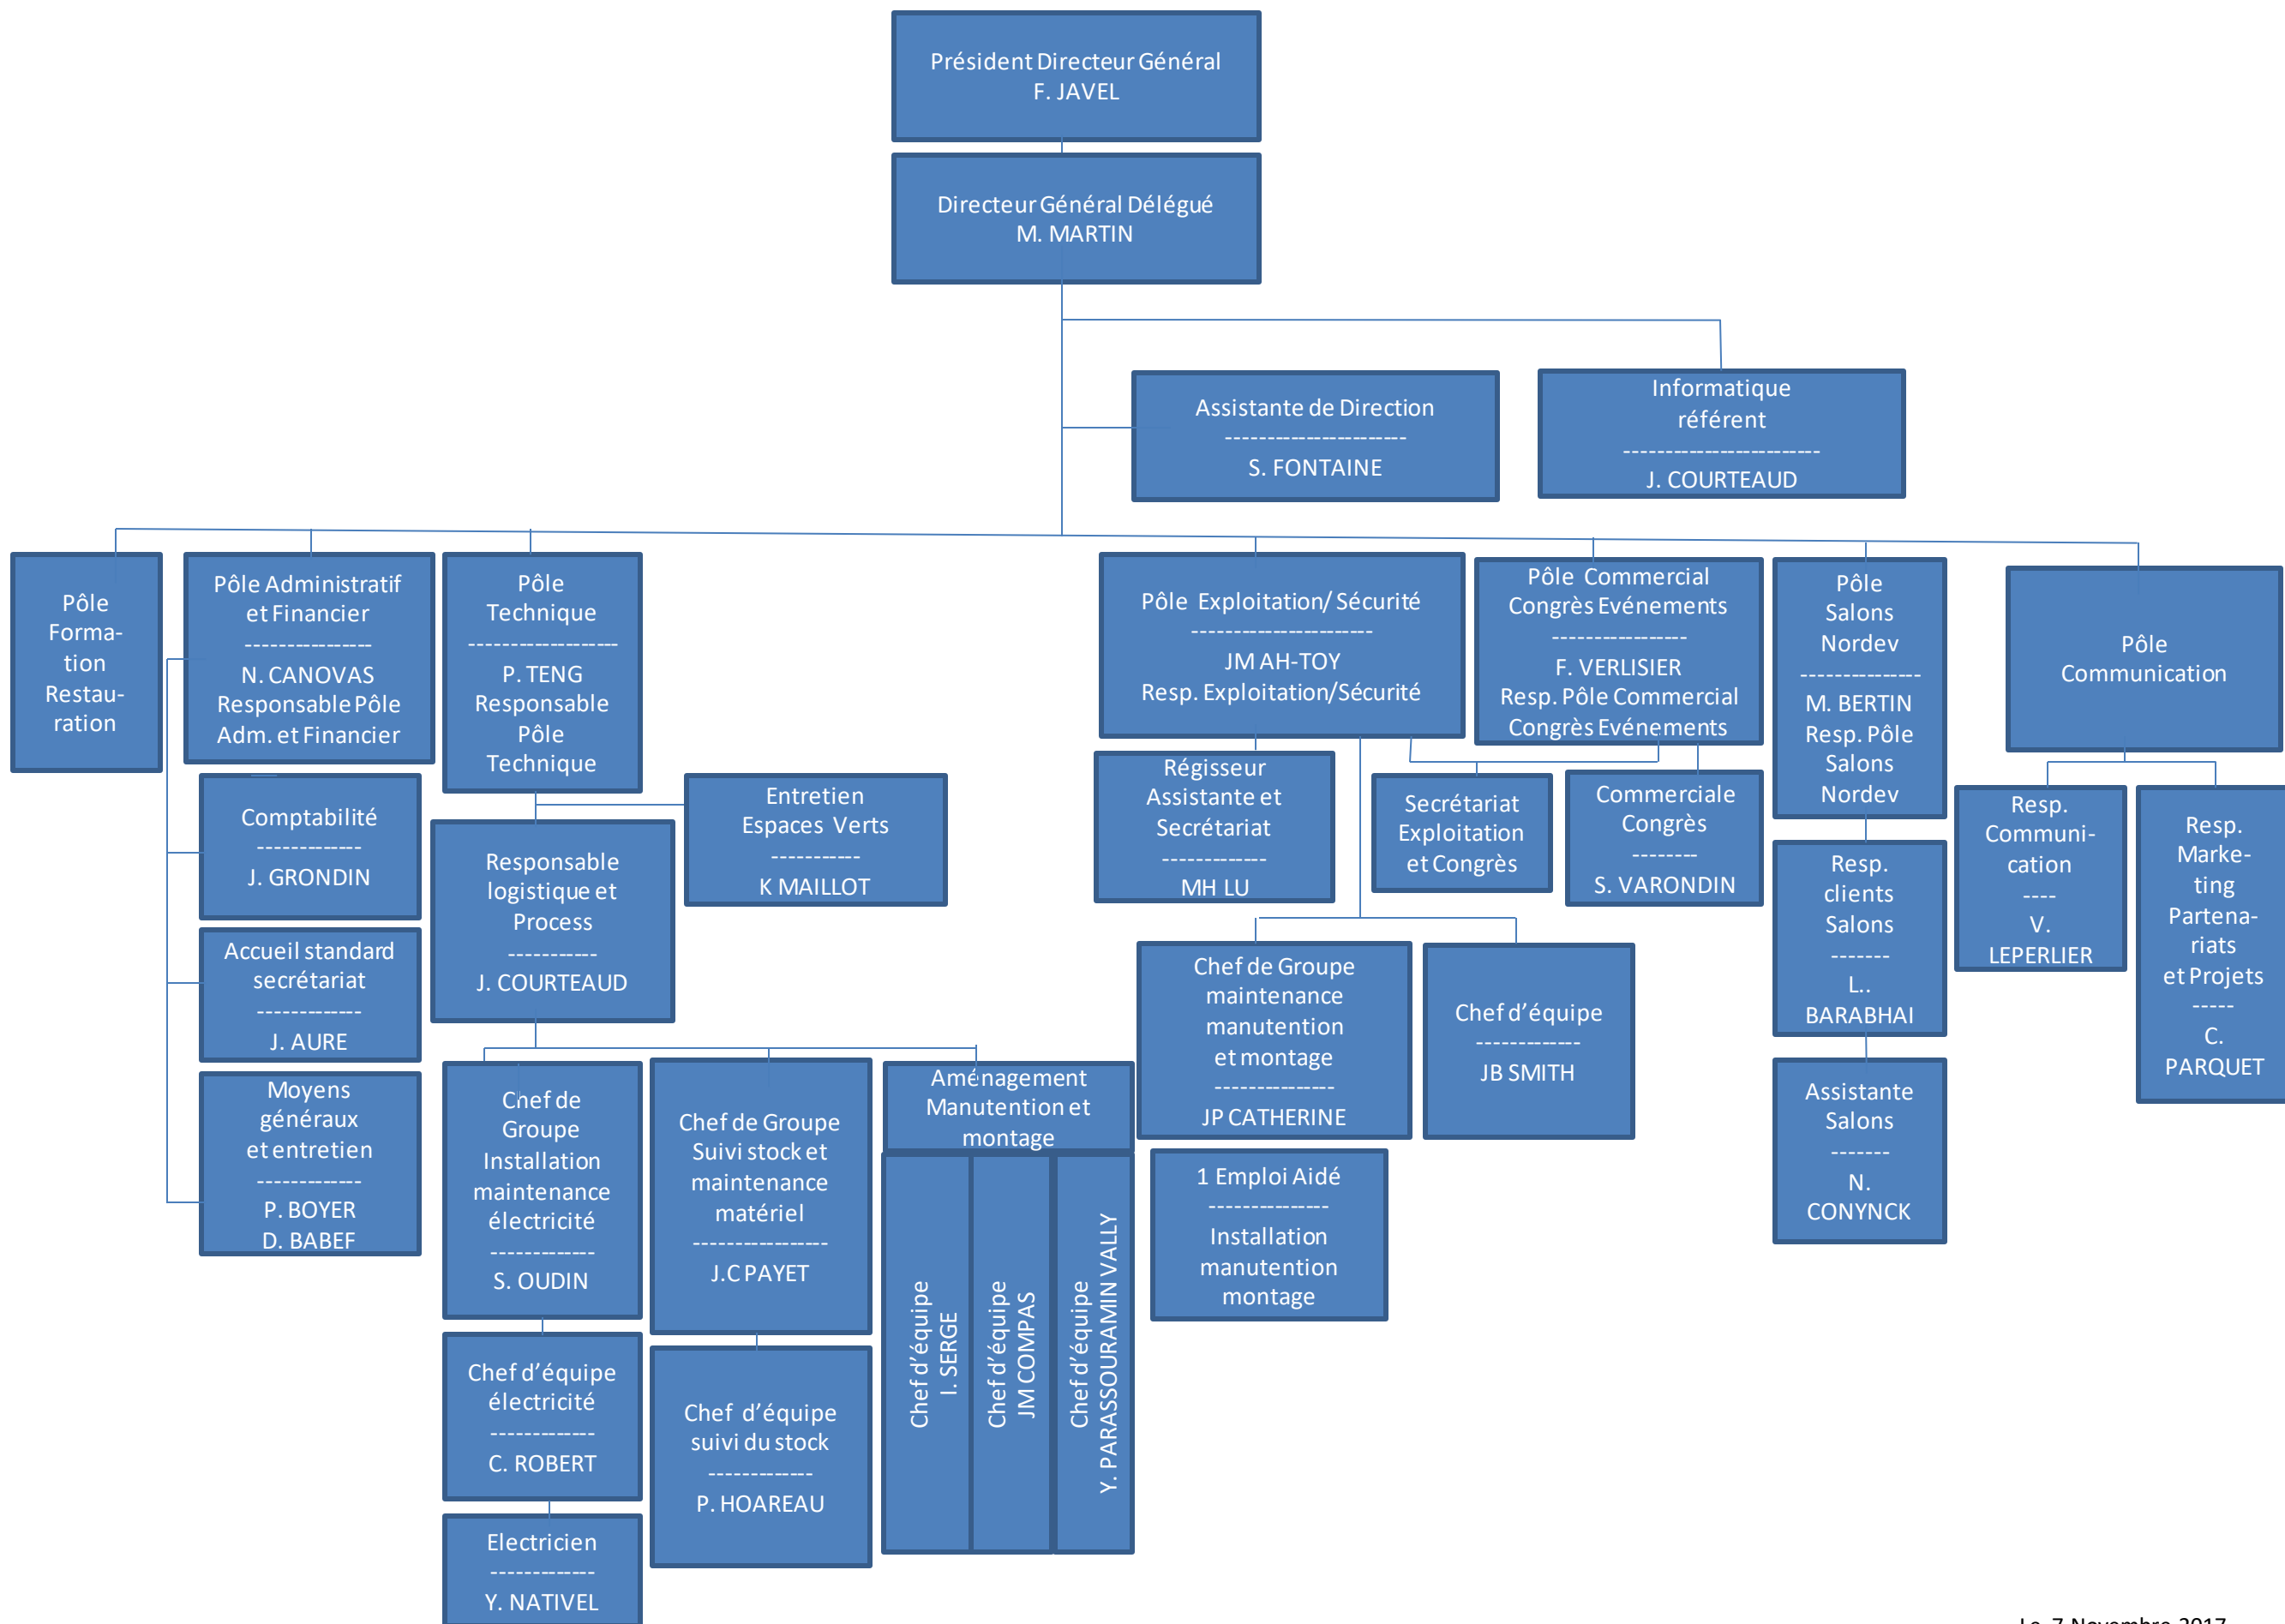 Président Directeur Général
F. JAVEL
Directeur Général Délégué
M. MARTIN
Assistante de Direction
------------------------
S. FONTAINE
Informatique
référent
--------------------------
J. COURTEAUD
Pôle
Forma-
tion
Restau-
ration
Pôle Administratif
et Financier
-----------------
N. CANOVAS
Responsable Pôle
Adm. et Financier
Comptabilité
-------------
J. GRONDIN
Accueil standard
secrétariat
-------------
J. AURE
Moyens
généraux
et entretien
-------------
P. BOYER
D. BABEF
Pôle
Technique
--------------------
P. TENG
Responsable
Pôle
Technique
Entretien
Espaces Verts
-----------
K MAILLOT
Responsable
logistique et
Process
-----------
J. COURTEAUD
Chef de
Groupe
Installation
maintenance
électricité
-------------
S. OUDIN
Chef d’équipe
électricité
-------------
C. ROBERT
Electricien
-------------
Y. NATIVEL
Chef de Groupe
Suivi stock et
maintenance
matériel
-----------------
J.C PAYET
Chef d’équipe
suivi du stock
-------------
P. HOAREAU
Aménagement
Manutention et
montage
Chef d’équipe
I. SERGE
Chef d’équipe
JM COMPAS
Chef d’équipe
Y. PARASSOURAMIN VALLY
Pôle Exploitation/ Sécurité
------------------------
JM AH-TOY
Resp. Exploitation/Sécurité
Régisseur
Assistante et
Secrétariat
-------------
MH LU
Secrétariat
Exploitation
et Congrès
Chef de Groupe
maintenance
manutention
et montage
---------------
JP CATHERINE
1 Emploi Aidé
---------------
Installation
manutention
montage
Chef d’équipe
-------------
JB SMITH
Pôle Commercial
Congrès Evénements
-----------------
F. VERLISIER
Resp. Pôle Commercial
Congrès Evénements
Commerciale
Congrès
--------
S. VARONDIN
Pôle
Salons
Nordev
---------------
M. BERTIN
Resp. Pôle
Salons
Nordev
Resp.
clients
Salons
-------
L..
BARABHAI
Assistante
Salons
-------
N.
CONYNCK
Pôle
Communication
Resp.
Communi-
cation
----
V.
LEPERLIER
Resp.
Marke-
ting
Partena-
riats
et Projets
-----
C.
PARQUET
Le 7 Novembre 2017